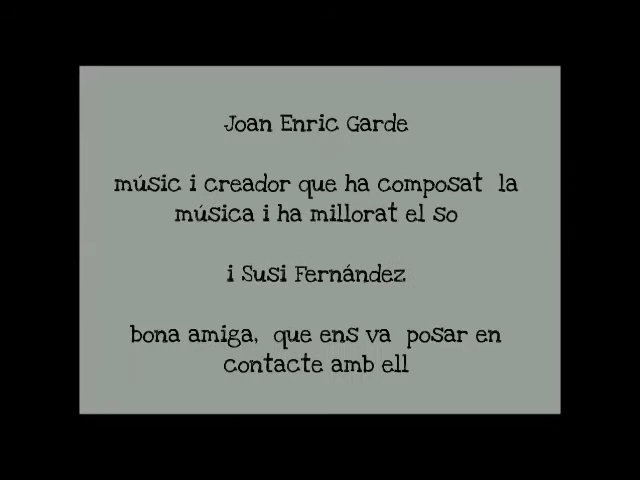 Joan Enric Garde
músic i creador que ha composat la
música i ha millorat el so
i Susi Fernández
bona amiga, que ens va posar en
contacte amb ell